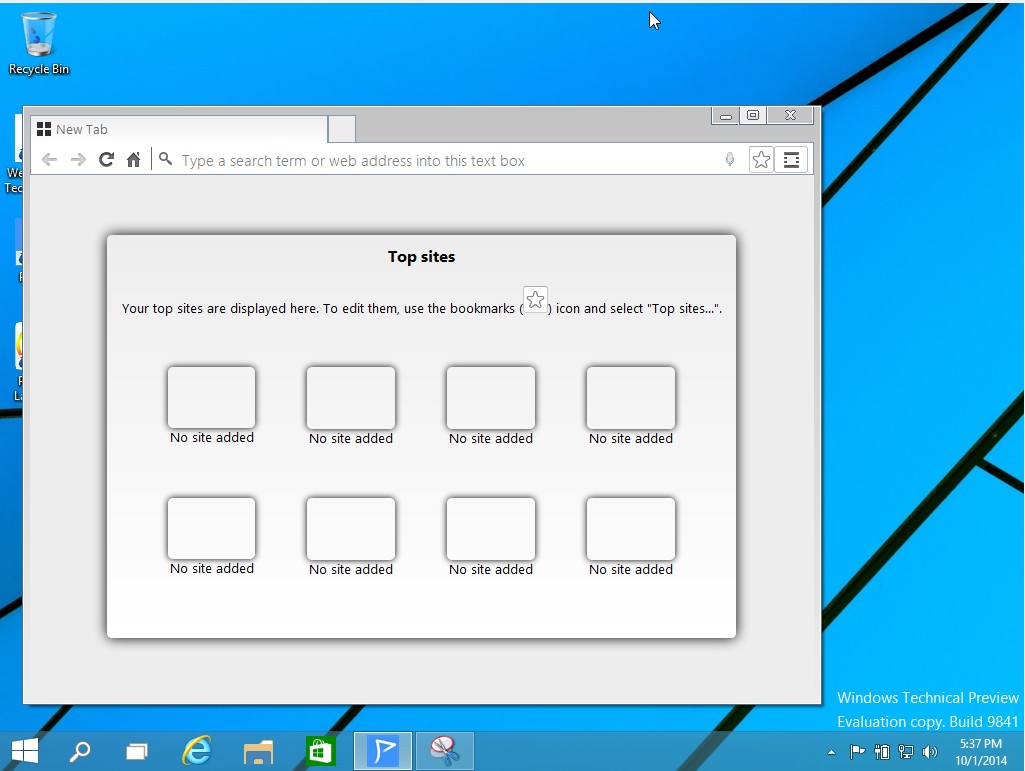 Recycle Bin
New Tab
Type a search term or web address into this text box
We
Tec
Top sites
Your top sites are displayed here. To edit them, use the bookmarks ( ) icon and select "Top sites...".
No site added No site added No site added No site added
No site added No site added No site added No site added
Windows Technical Preview
Evaluation copy. Build 9841
5:37 PM
10/1/2014